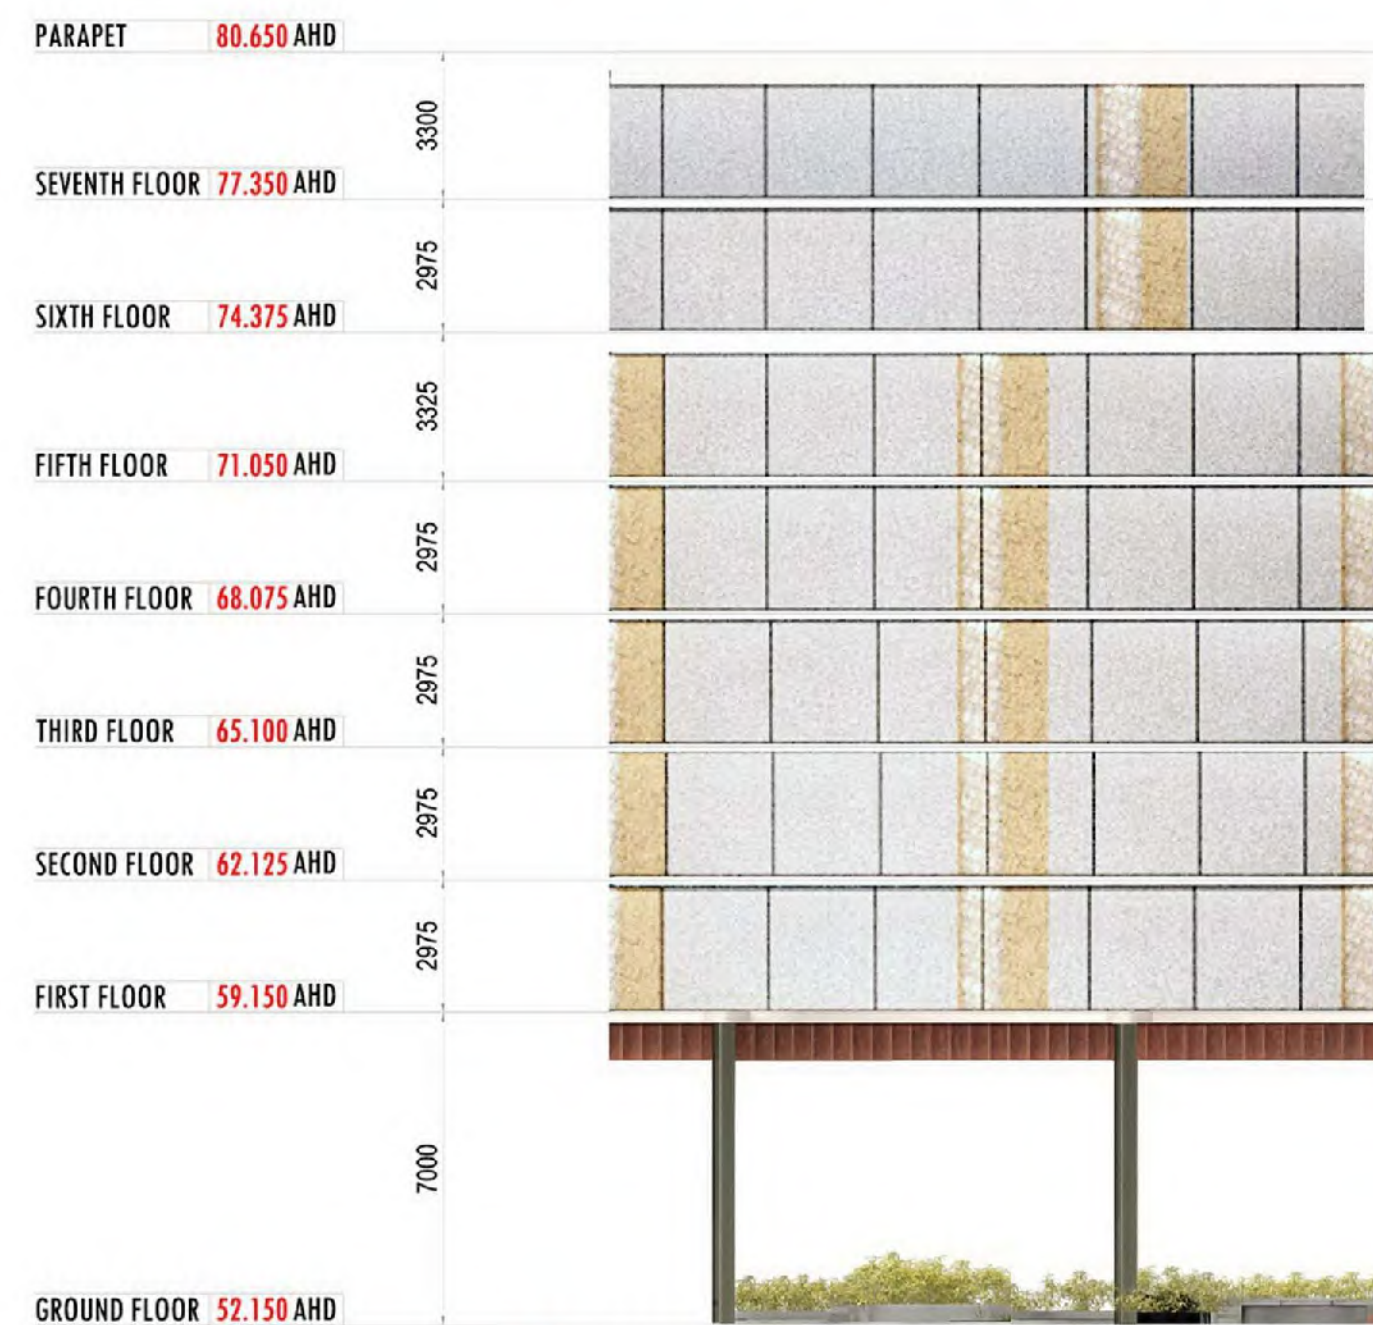 PARAPET 80.650 AHD
3300
SEVENTH FLOOR 77.350 AHD
2975
SIXTH FLOOR 74.375 AHD
3325
FIFTH FLOOR 71.050 AHD
2975
FOURTH FLOOR 68.075 AHD
2975
THIRD FLOOR 65.100 AHD
2975
SECOND FLOOR 62.125 AHD
2975
FIRST FLOOR 59.150 AHD
7000
GROUND FLOOR 52.150 AHD